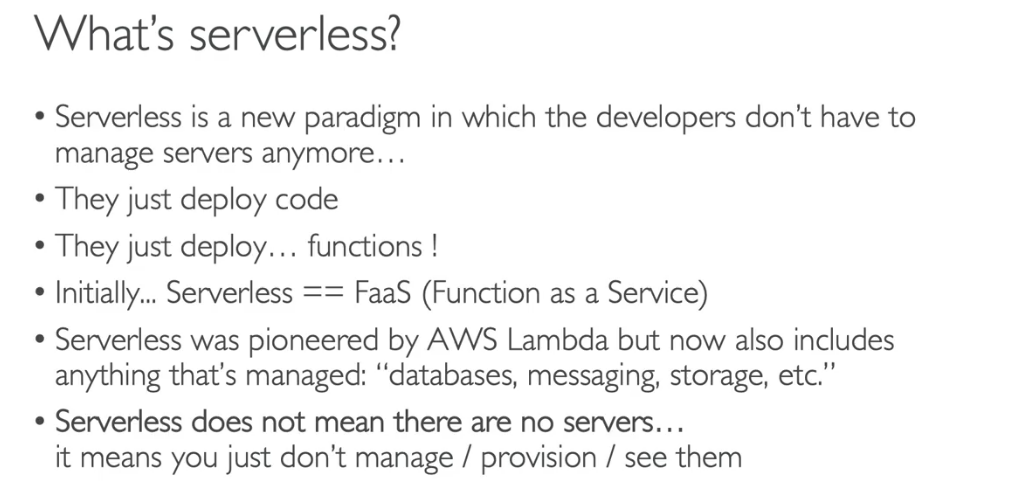 What's serverless?
• Serverless is a new paradigm in which the developers don't have to
manage servers anymore…
• They just deploy code
• They just deploy… functions !
• Initially... Serverless == FaaS (Function as a Service)
• Serverless was pioneered by AWS Lambda but now also includes
anything that's managed: “databases, messaging, storage, etc.”
• Serverless does not mean there are no servers…
it means you just don't manage / provision / see them